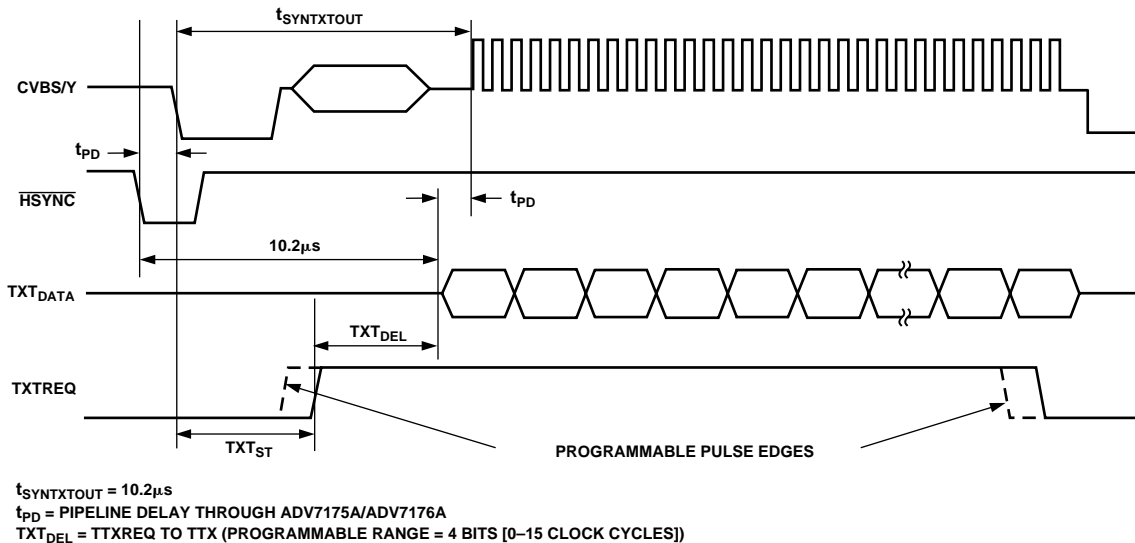 tSYNTXTOUT
CVBS/Y
tPD
HSYNC
tPD
10.2μs
TXTDATA
TXTDEL
TXTREQ
TXTST
PROGRAMMABLE PULSE EDGES
tSYNTXTOUT = 10.2μs
tPD = PIPELINE DELAY THROUGH ADV7175A/ADV7176A
TXTDEL = TTXREQ TO TTX (PROGRAMMABLE RANGE = 4 BITS [0–15 CLOCK CYCLES])